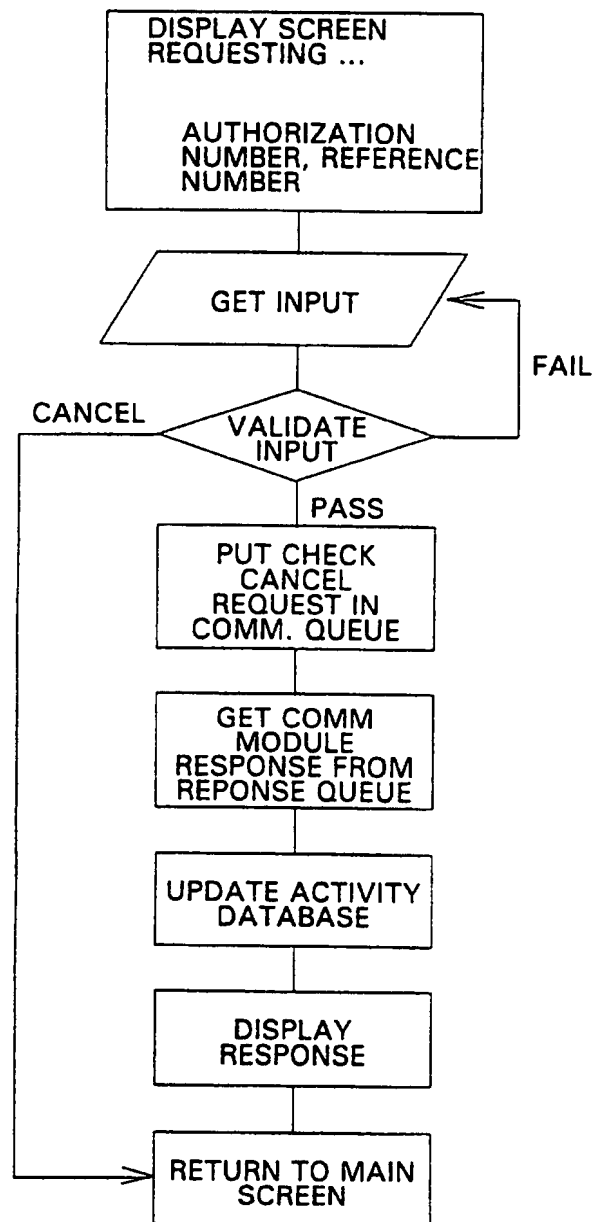 DISPLAY SCREEN
REQUESTING ...
AUTHORIZATION
NUMBER, REFERENCE
NUMBER
GET INPUT
FAIL
CANCEL
VALIDATE
INPUT
PASS
PUT CHECK
CANCEL
REQUEST IN
COMM. QUEUE
GET COMM
MODULE
RESPONSE FROM
REPONSE QUEUE
UPDATE ACTIVITY
DATABASE
DISPLAY
RESPONSE
RETURN TO MAIN
SCREEN